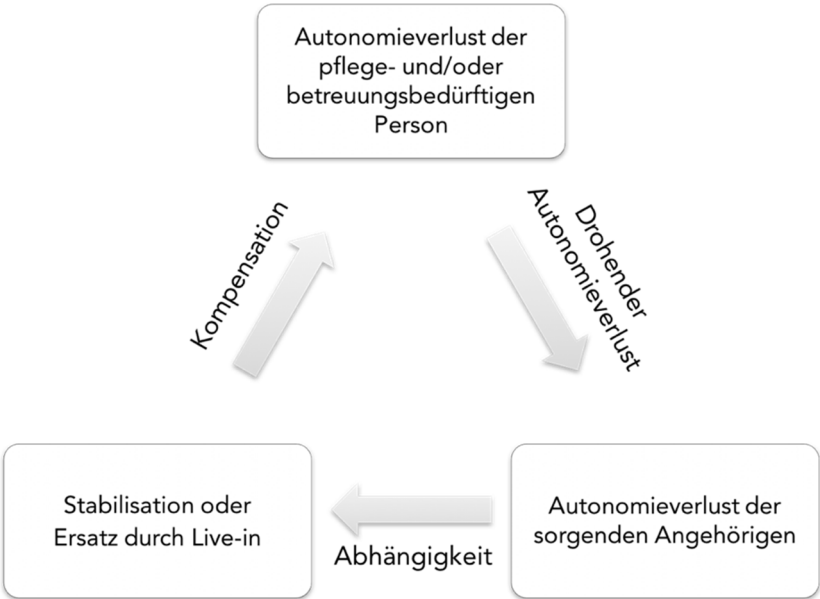 Autonomieverlust der
pflege- und/oder
betreuungsbedürftigen
Person
Kompensation
Drohender
Autonomieverlust
Stabilisation oder
Ersatz durch Live-in
Abhängigkeit
Autonomieverlust der
sorgenden Angehörigen